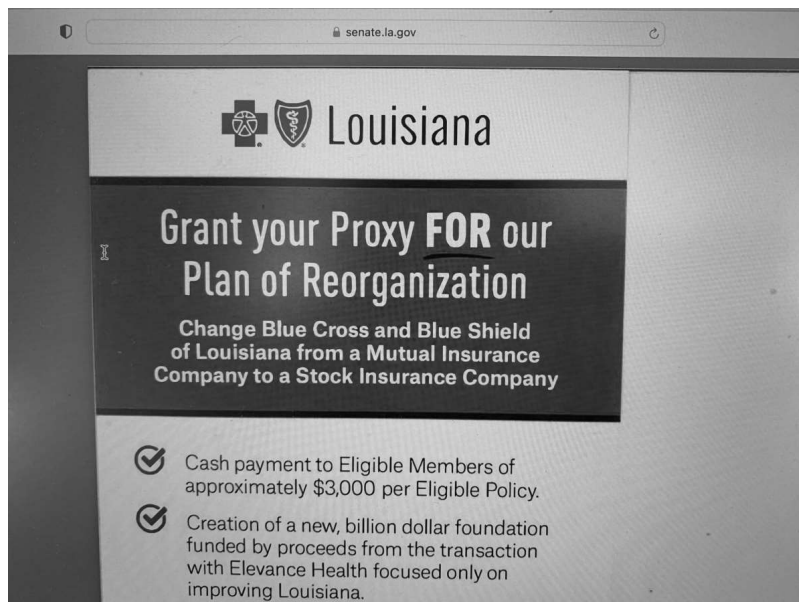 senate.la.gov
Louisiana
Grant your Proxy FOR our
Plan of Reorganization
Change Blue Cross and Blue Shield
of Louisiana from a Mutual Insurance
Company to a Stock Insurance Company
Cash payment to Eligible Members of
approximately $3,000 per Eligible Policy.
Creation of a new, billion dollar foundation
funded by proceeds from the transaction
with Elevance Health focused only on
improving Louisiana.